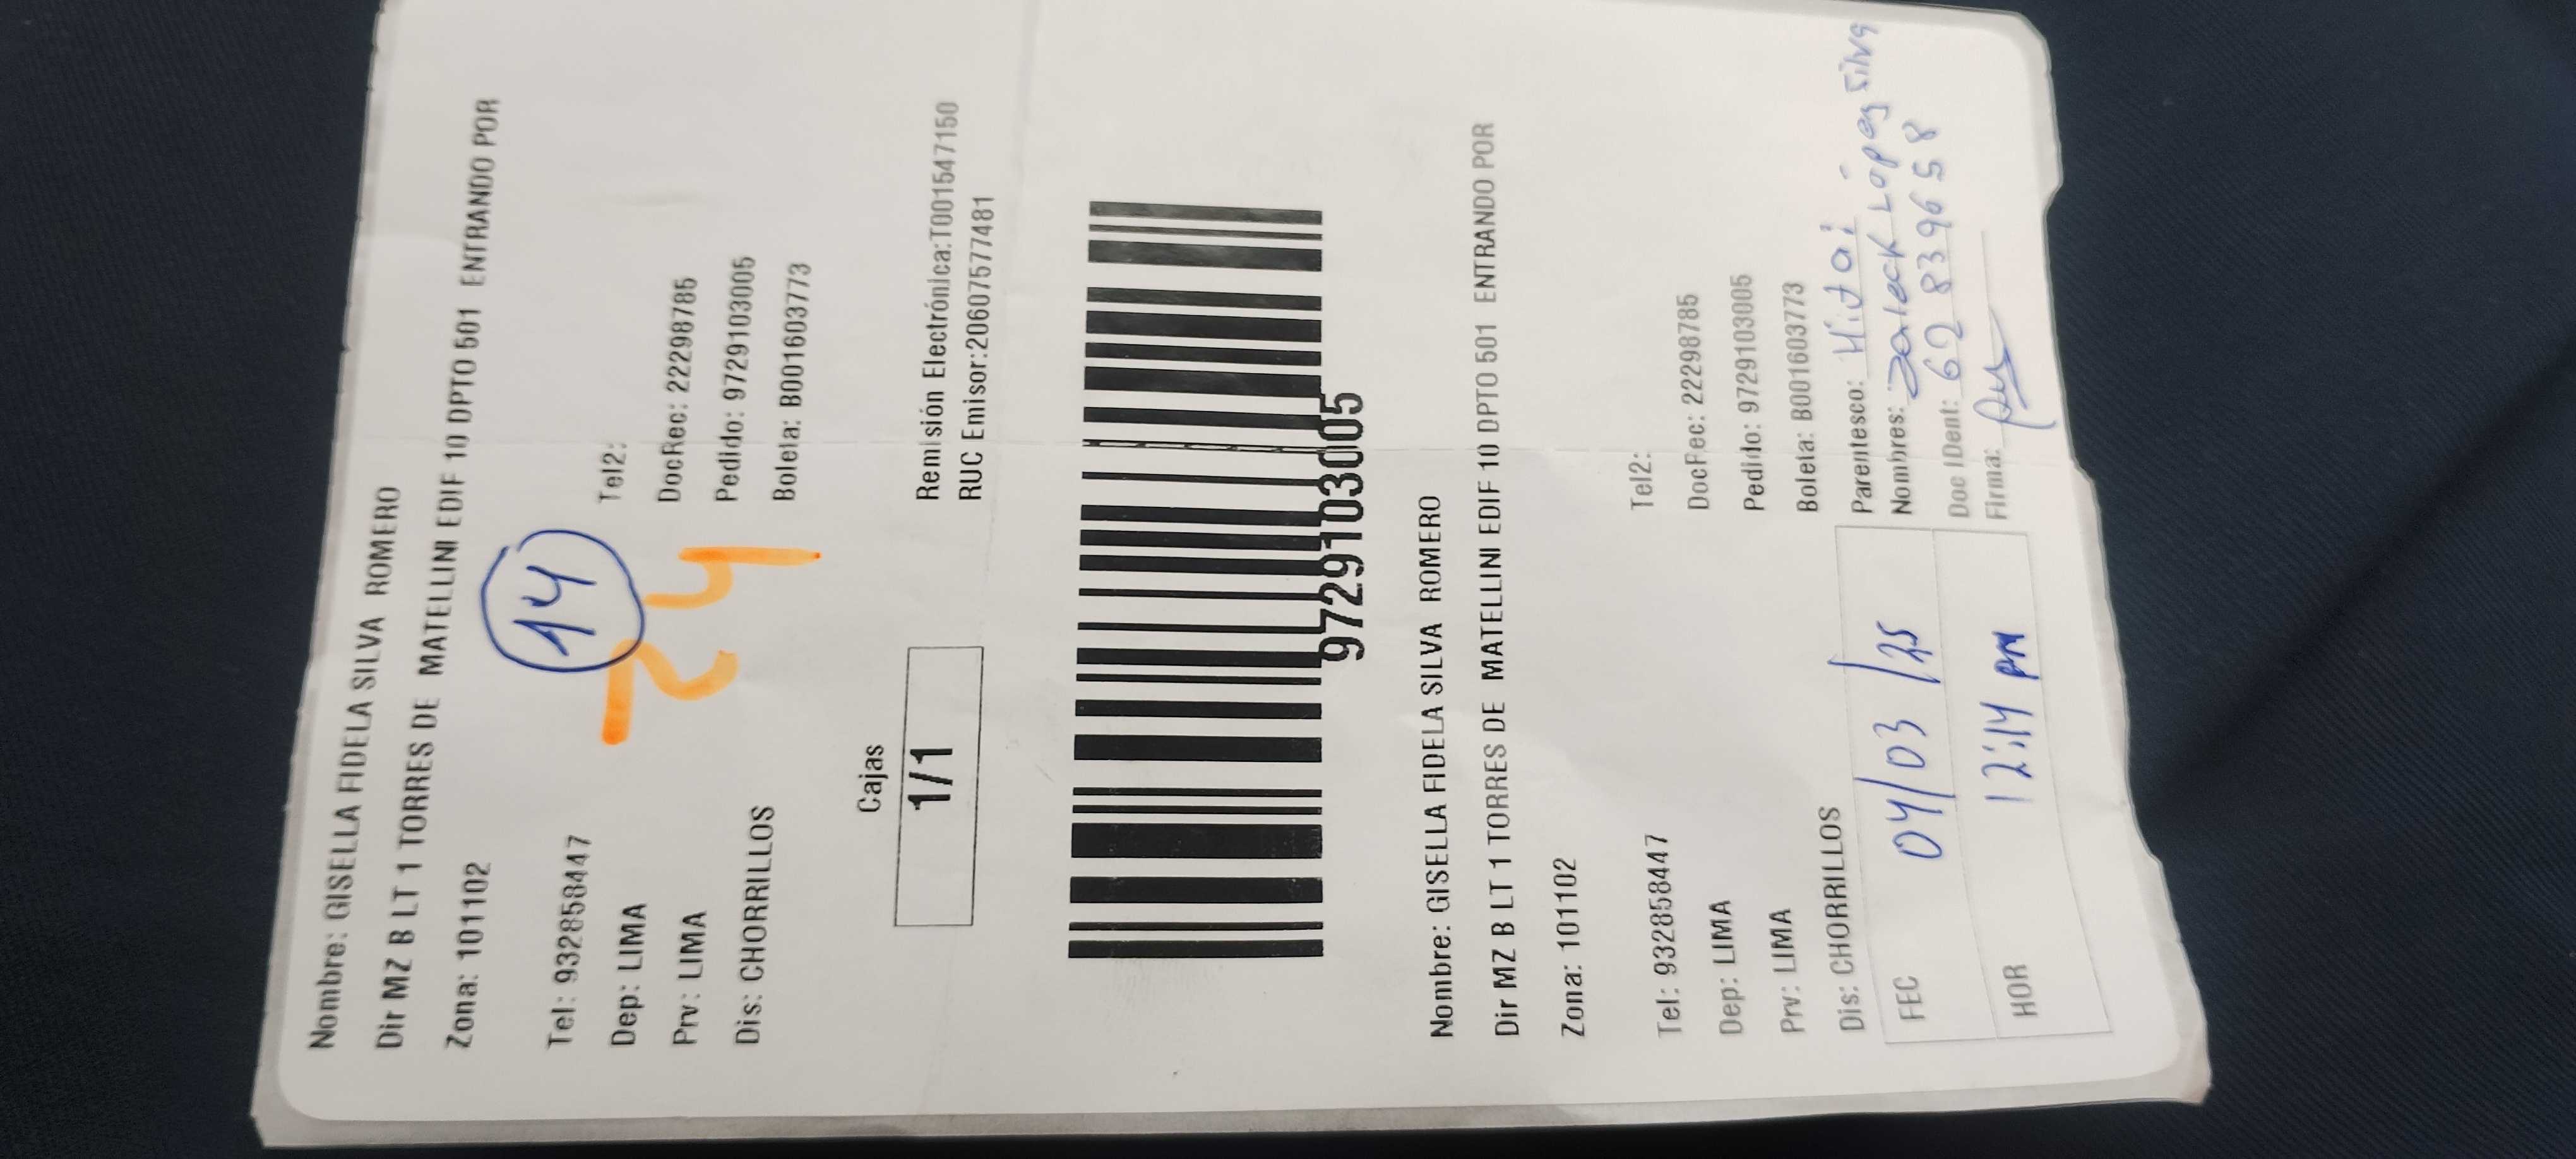 Nombre: GISELLA FIDELA SILVA ROMERO
Dir MZ B LT 1 TORRES DE MATELLINI EDIF 10 DPTO 501 ENTRANDO POR
Zona: 101102
14
Tel: 932858447 Tel2:
24
Dep: LIMA DocRec: 22298785
Prv: LIMA Pedido: 9729103005
Dis: CHORRILLOS Boleta: B001603773
Cajas
1/1
Remisión Electrónica:T001547150
RUC Emisor:20607577481
9729103005
Nombre: GISELLA FIDELA SILVA ROMERO
Dir MZ B LT 1 TORRES DE MATELLINI EDIF 10 DPTO 501 ENTRANDO POR
Zona: 101102
Tel: 932858447 Tel2:
Dep: LIMA DocRec: 22298785
Prv: LIMA Pedido: 9729103005
Dis: CHORRILLOS Boleta: B001603773
FEC 04/03/25
HOR 12:14 PM
Parentesco:
Nombres: López Silva
Doc IDent: 62839658
Firma: